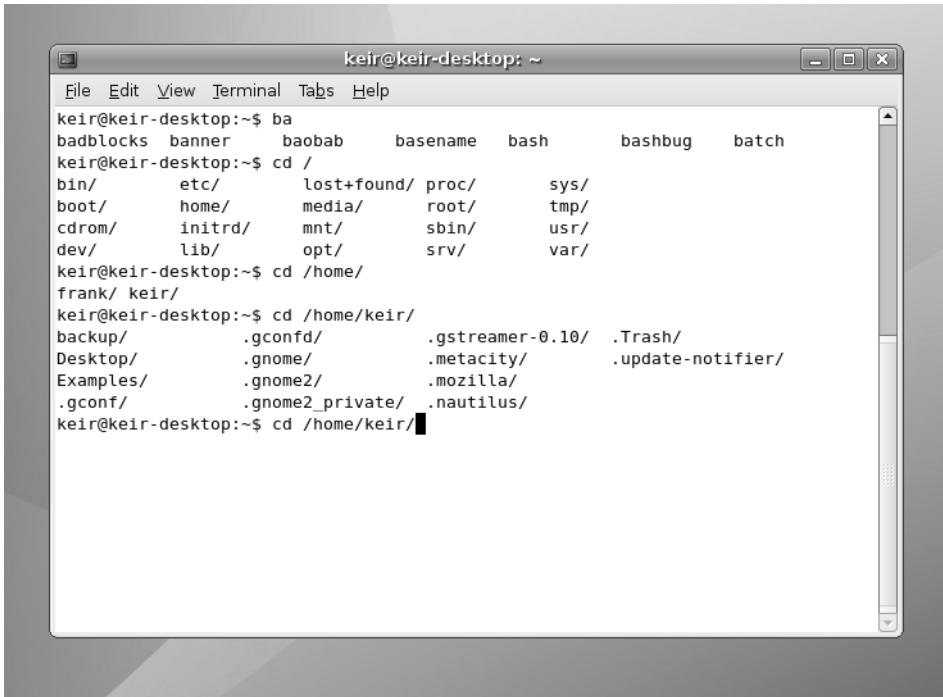 keir@keir-desktop: ~
File Edit View Terminal Tabs Help
keir@keir-desktop:~$ ba
badblocks banner baobab basename bash bashbug batch
keir@keir-desktop:~$ cd /
bin/ etc/ lost+found/ proc/ sys/
boot/ home/ media/ root/ tmp/
cdrom/ initrd/ mnt/ sbin/ usr/
dev/ lib/ opt/ srv/ var/
keir@keir-desktop:~$ cd /home/
frank/ keir/
keir@keir-desktop:~$ cd /home/keir/
backup/ .gconfd/ .gstreamer-0.10/ .Trash/
Desktop/ .gnome/ .metacity/ .update-notifier/
Examples/ .gnome2/ .mozilla/
.gconf/ .gnome2_private/ .nautilus/
keir@keir-desktop:~$ cd /home/keir/